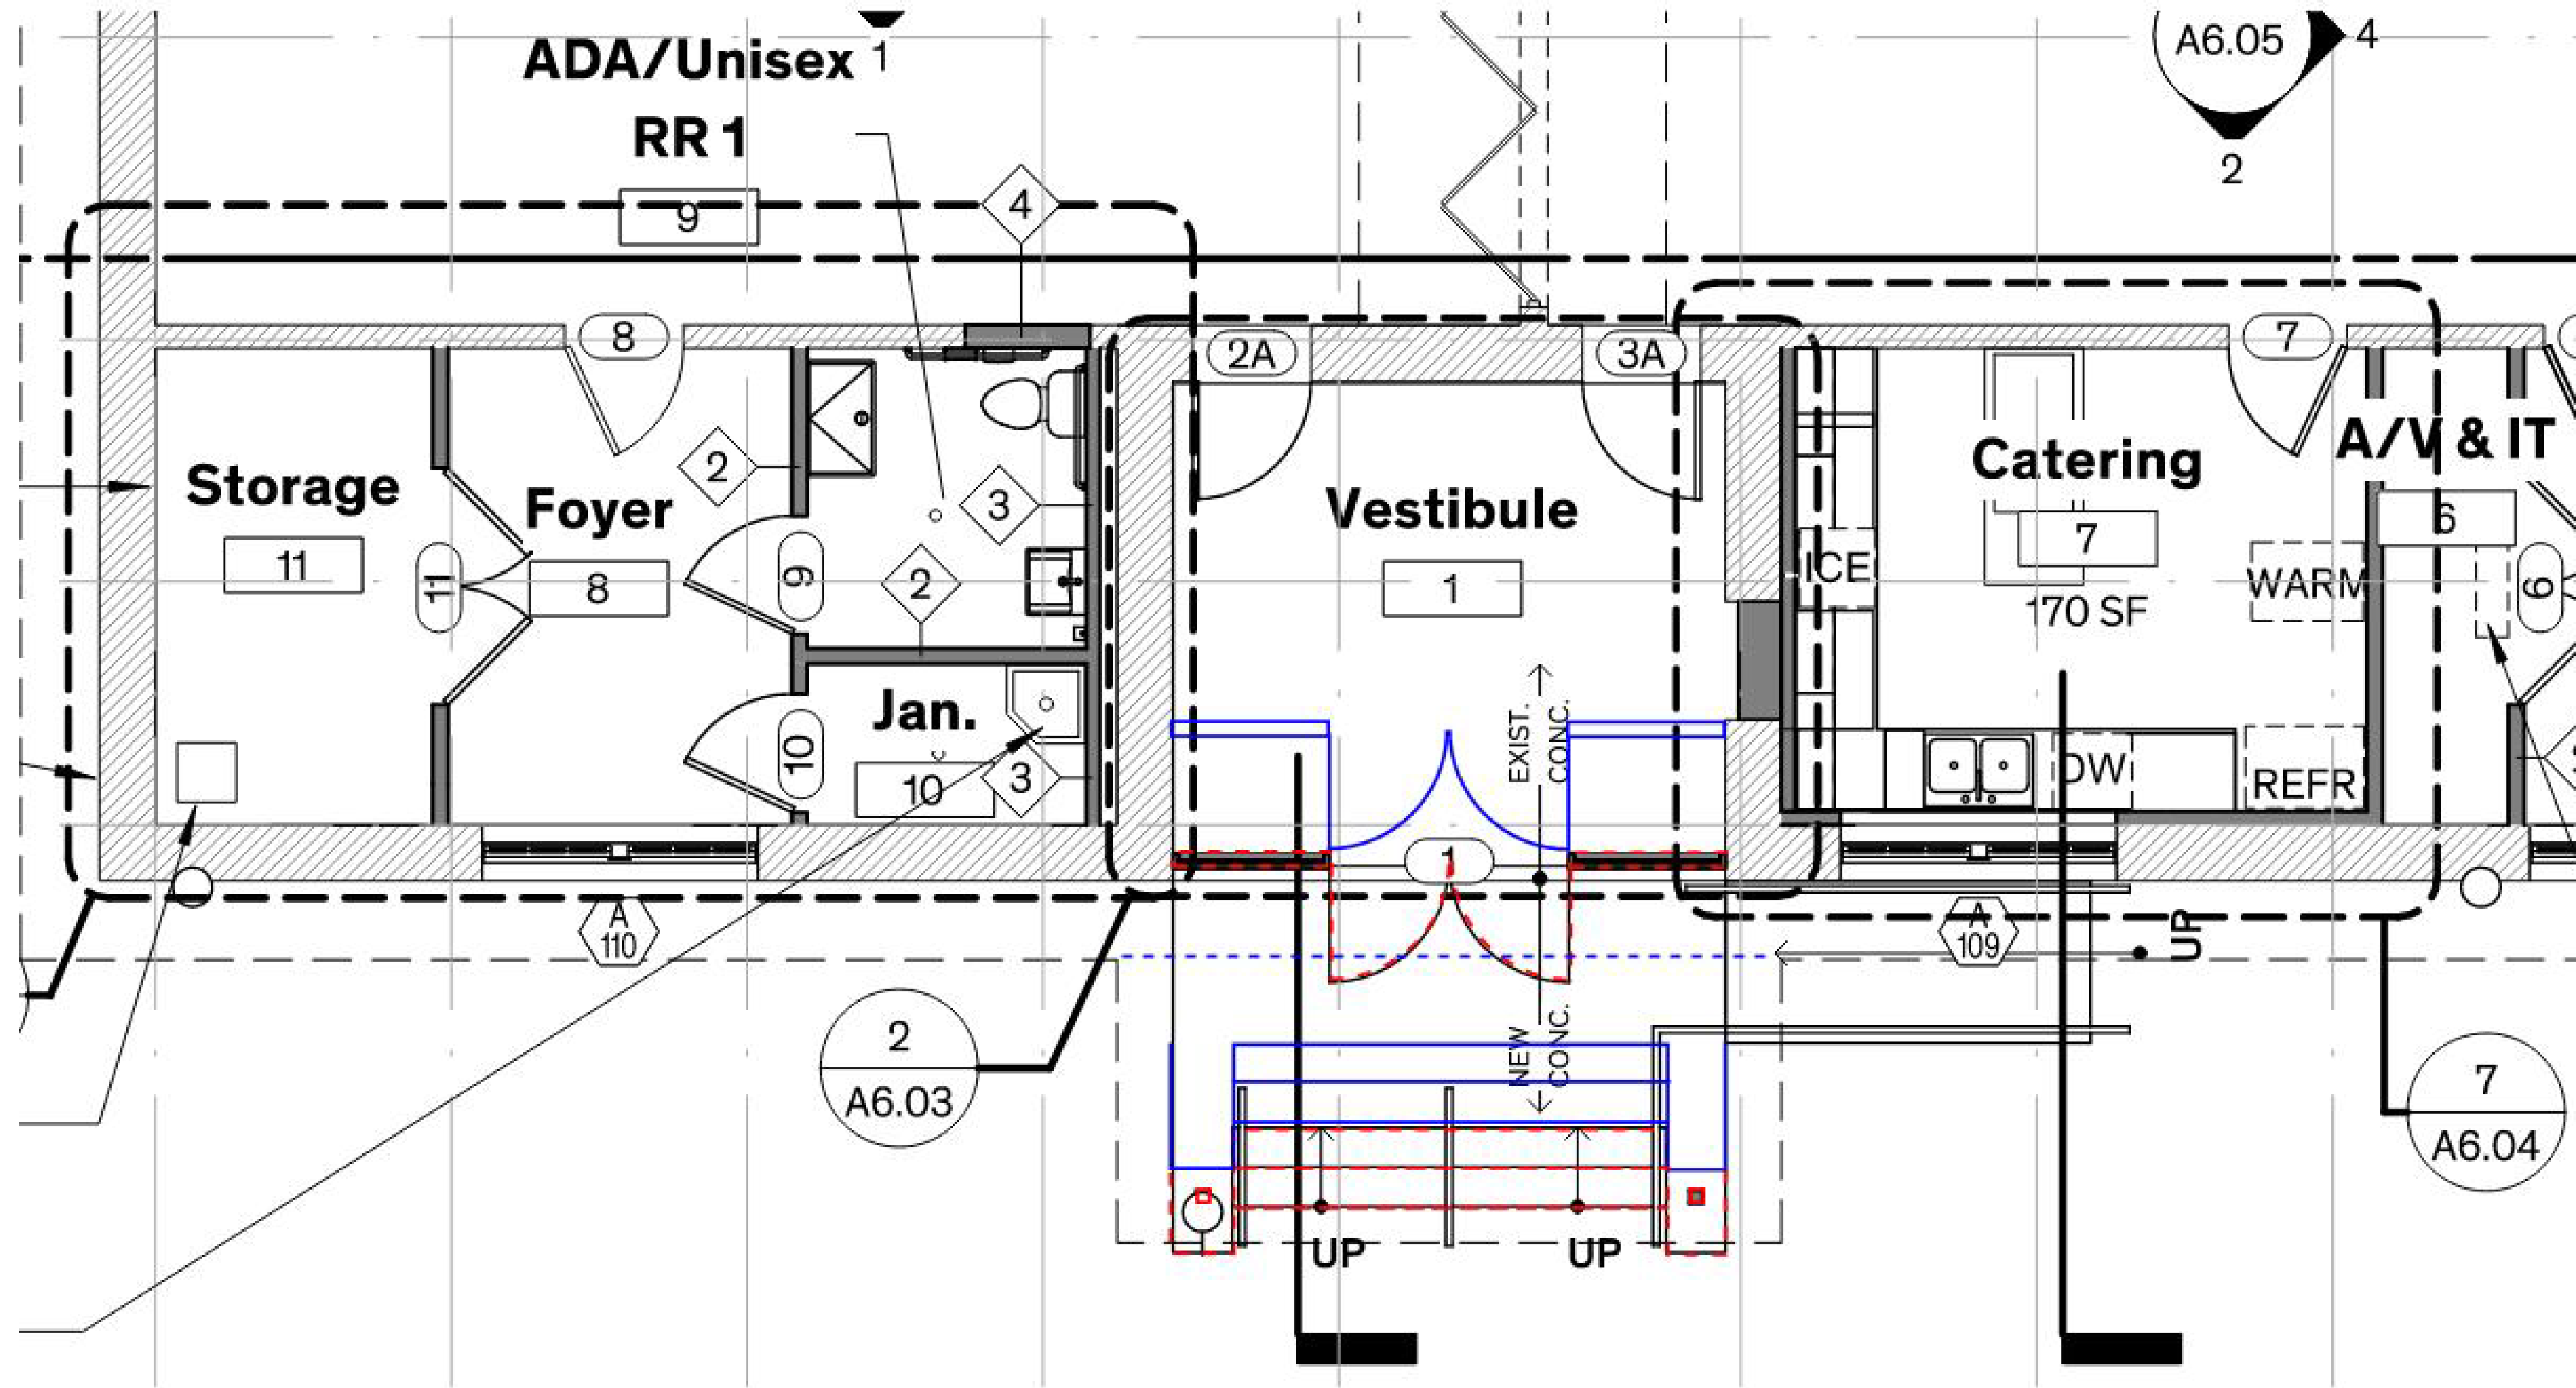 ADA/Unisex
RR 1
9
1
4
A6.05
4
2
8
2A
3A
7
Storage
11
11
Foyer
8
2
9
3
2
Jan.
10
10
3
Vestibule
1
EXIST.
CONC.
Catering
7
170 SF
ICE
WARM
DW
REFR
A/V & IT
6
6
1
A
110
A
109
UP
NEW
CONC.
2
A6.03
7
A6.04
UP
UP